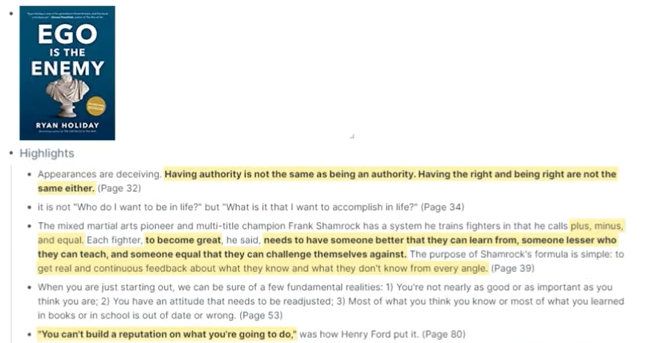 EGO
IS THE
ENEMY
RYAN HOLIDAY
Highlights
Appearances are deceiving. Having authority is not the same as being an authority. Having the right and being right are not the
same either. (Page 32)
it is not "Who do I want to be in life?" but "What is it that I want to accomplish in life?" (Page 34)
The mixed martial arts pioneer and multi-title champion Frank Shamrock has a system he trains fighters in that he calls plus, minus,
and equal. Each fighter, to become great, he said, needs to have someone better that they can learn from, someone lesser who
they can teach, and someone equal that they can challenge themselves against. The purpose of Shamrock's formula is simple: to
get real and continuous feedback about what they know and what they don't know from every angle. (Page 39)
When you are just starting out, we can be sure of a few fundamental realities: 1) You're not nearly as good or as important as you
think you are; 2) You have an attitude that needs to be readjusted; 3) Most of what you think you know or most of what you learned
in books or in school is out of date or wrong. (Page 53)
"You can't build a reputation on what you're going to do," was how Henry Ford put it. (Page 80)